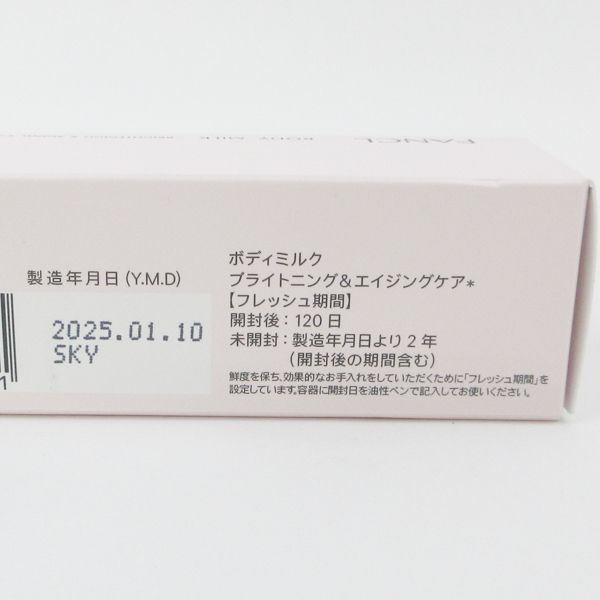 FANCL BODY MILK
製造年月日(Y.M.D)
2025.01.10
SKY
1
ボディミルク
ブライトニング&エイジングケア*
【フレッシュ期間】
開封後：120日
未開封：製造年月日より2年
(開封後の期間含む)
鮮度を保ち、効果的なお手入れをしていただくために「フレッシュ期間」を
設定しています。容器に開封日を油性ペンで記入してお使いください。